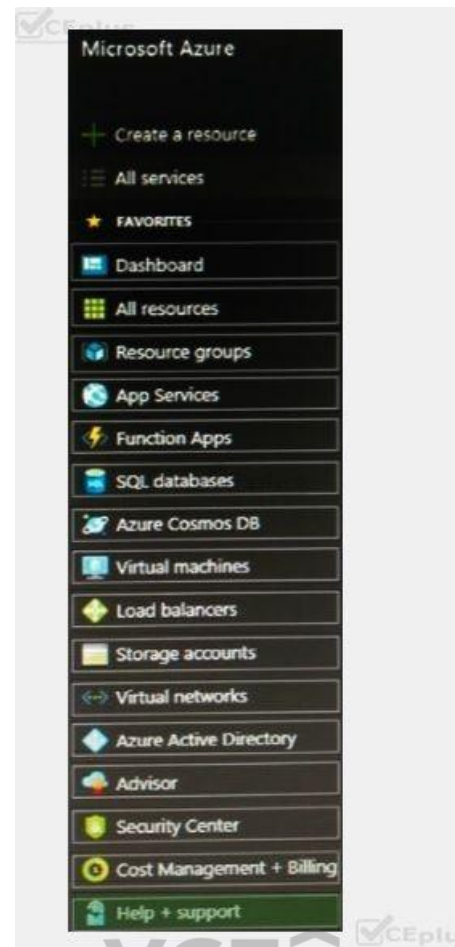 CEplus
Microsoft Azure
Create a resource
All services
FAVORITES
Dashboard
All resources
Resource groups
App Services
Function Apps
SQL databases
Azure Cosmos DB
Virtual machines
Load balancers
Storage accounts
Virtual networks
Azure Active Directory
Advisor
Security Center
Cost Management + Billing
Help + support
CEplu